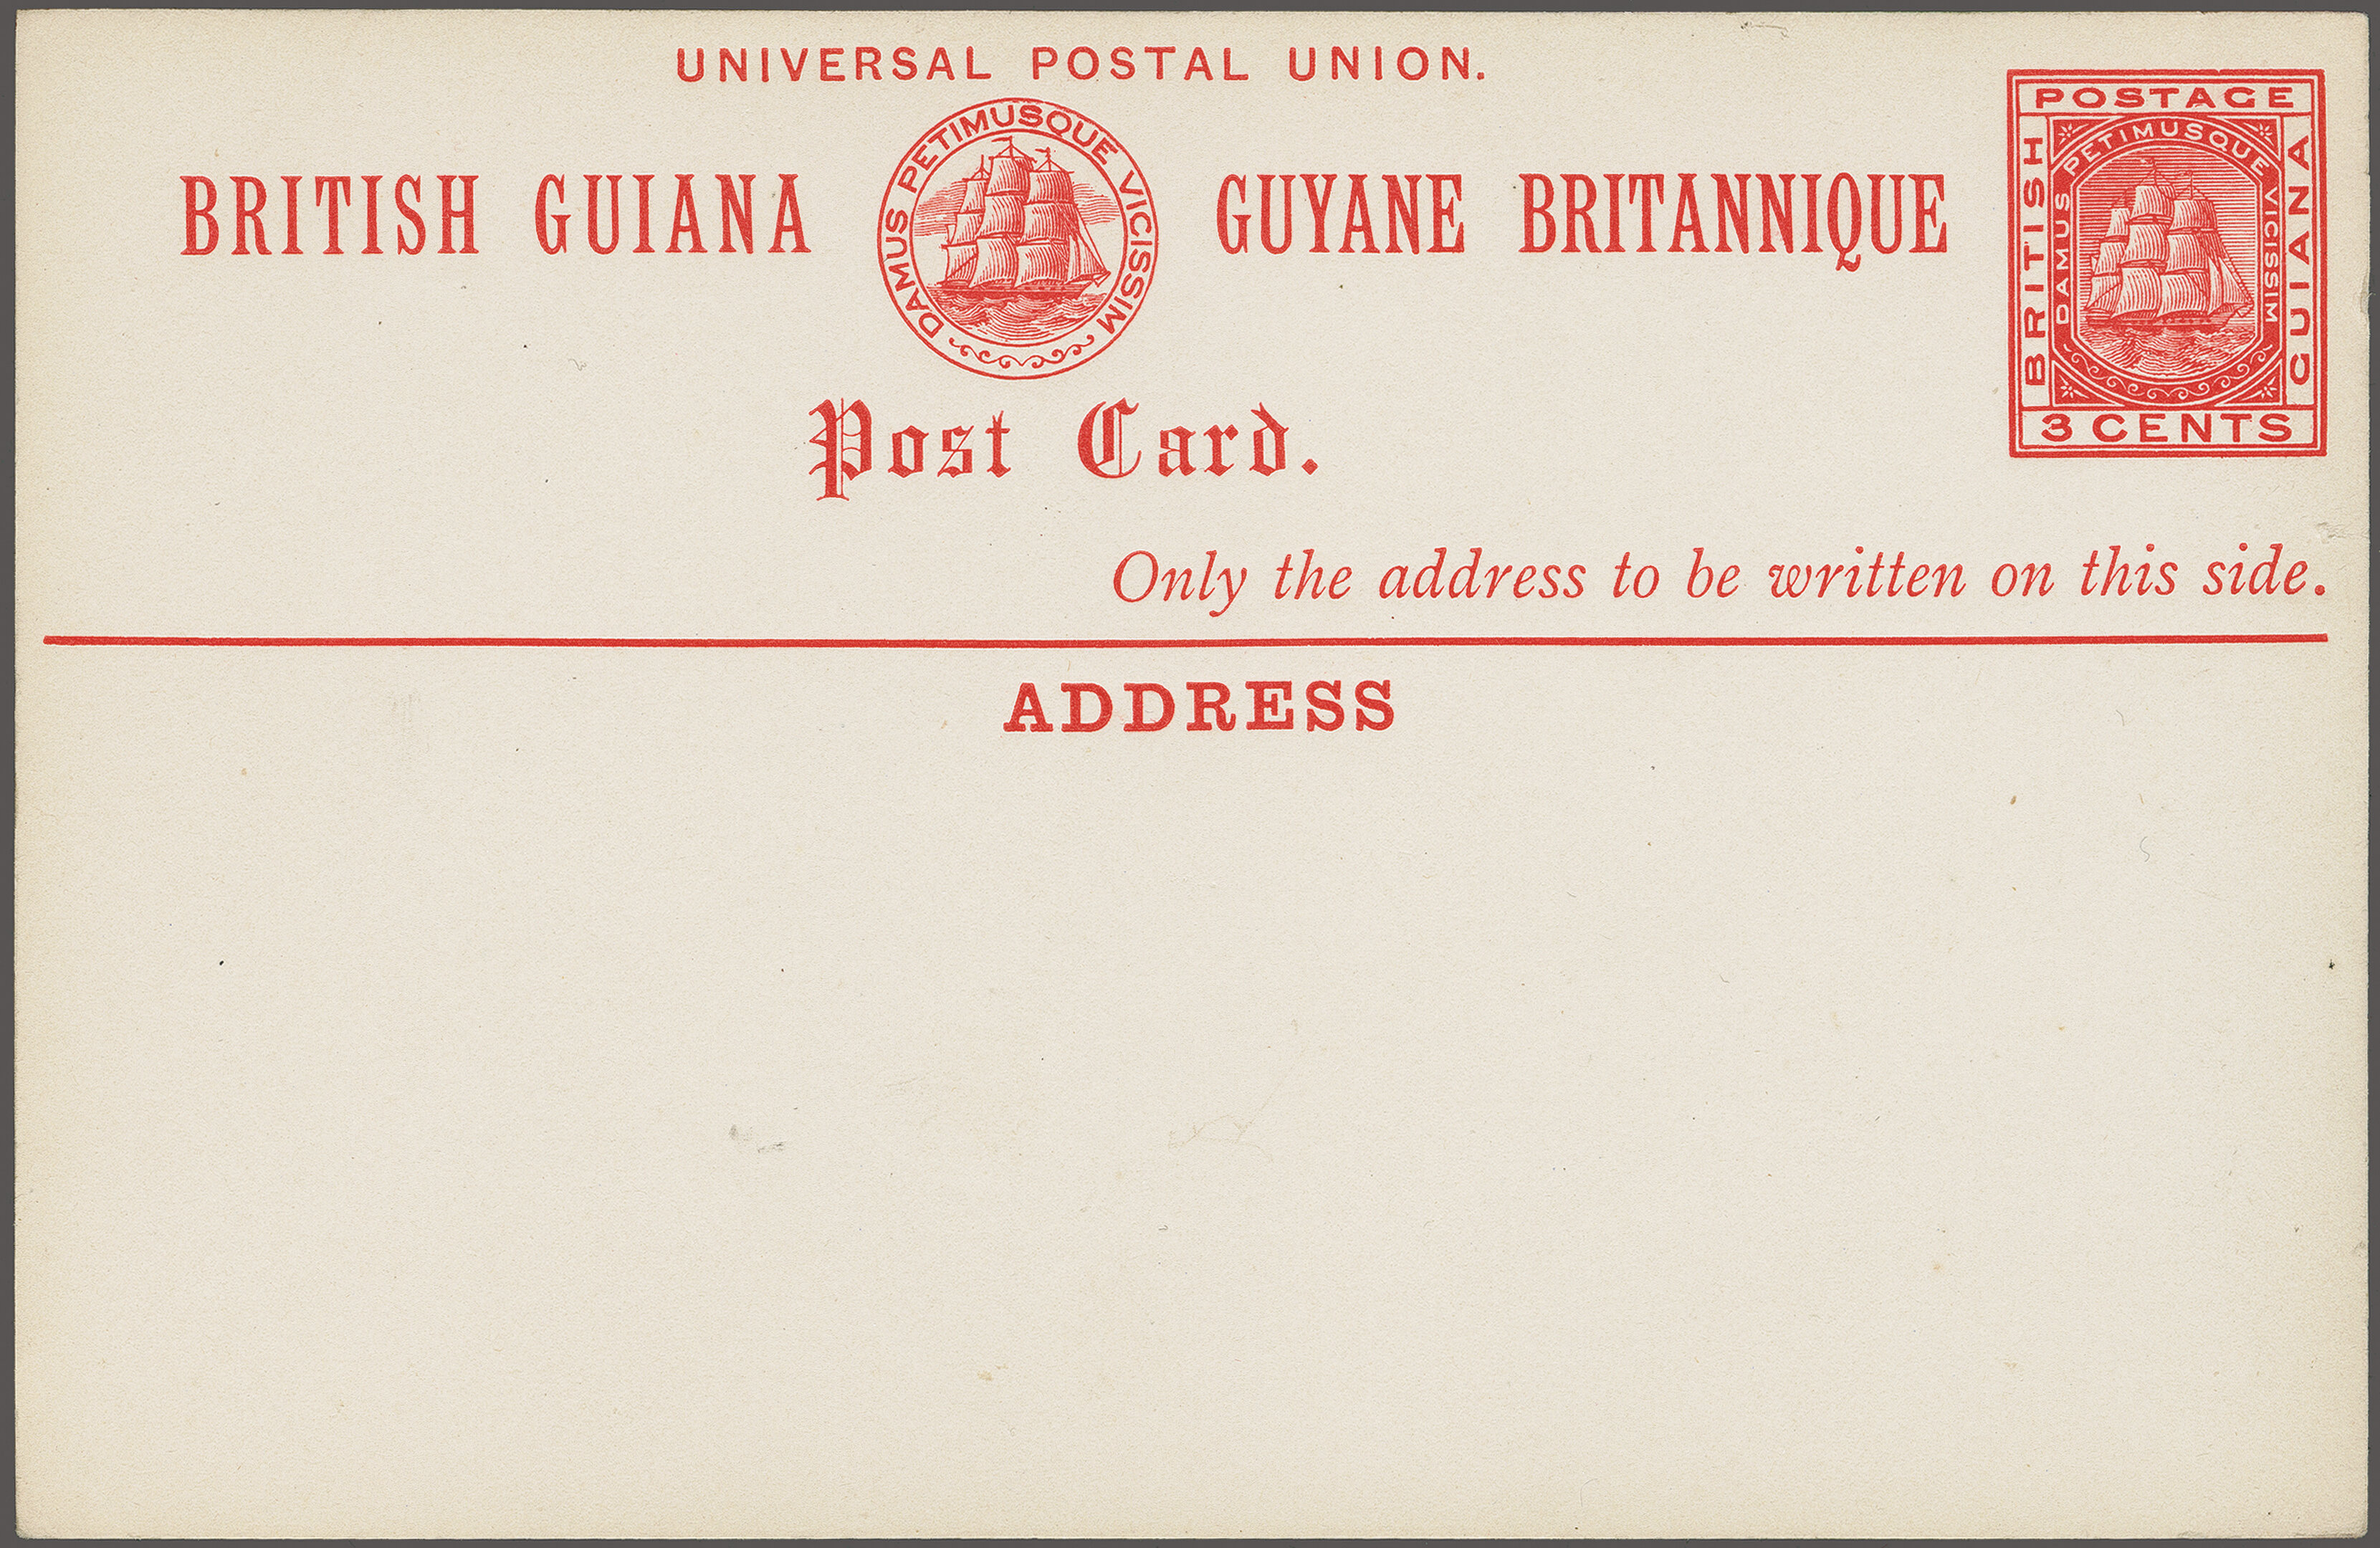 UNIVERSAL POSTAL UNION.
BRITISH GUIANA
DAMUS PETIMUSQUE VICISSIM
GUYANE BRITANNIQUE
POSTAGE
BRITISH
DAMUS PETIMUSQUE VICISSIM
GUIANA
3 CENTS
Post Card.
Only the address to be written on this side.
ADDRESS